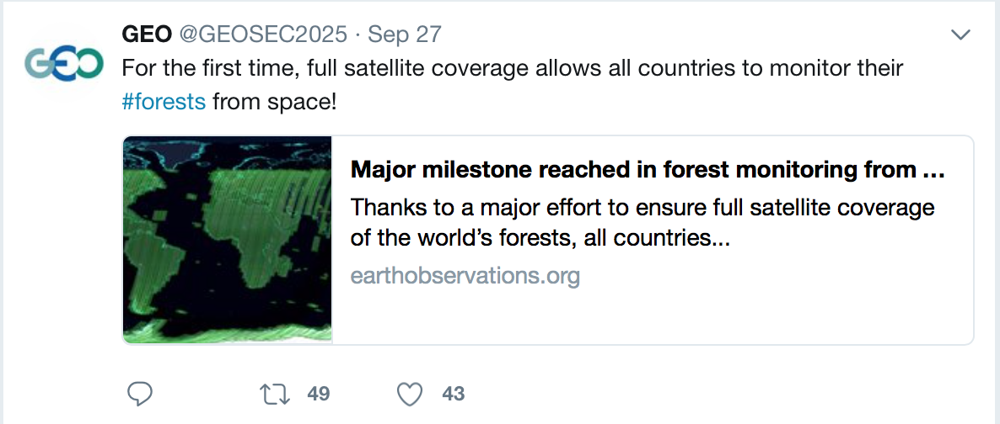 GEO
GEO @GEOSEC2025 · Sep 27
For the first time, full satellite coverage allows all countries to monitor their
#forests from space!
Major milestone reached in forest monitoring from ...
Thanks to a major effort to ensure full satellite coverage
of the world’s forests, all countries...
earthobservations.org
49 43